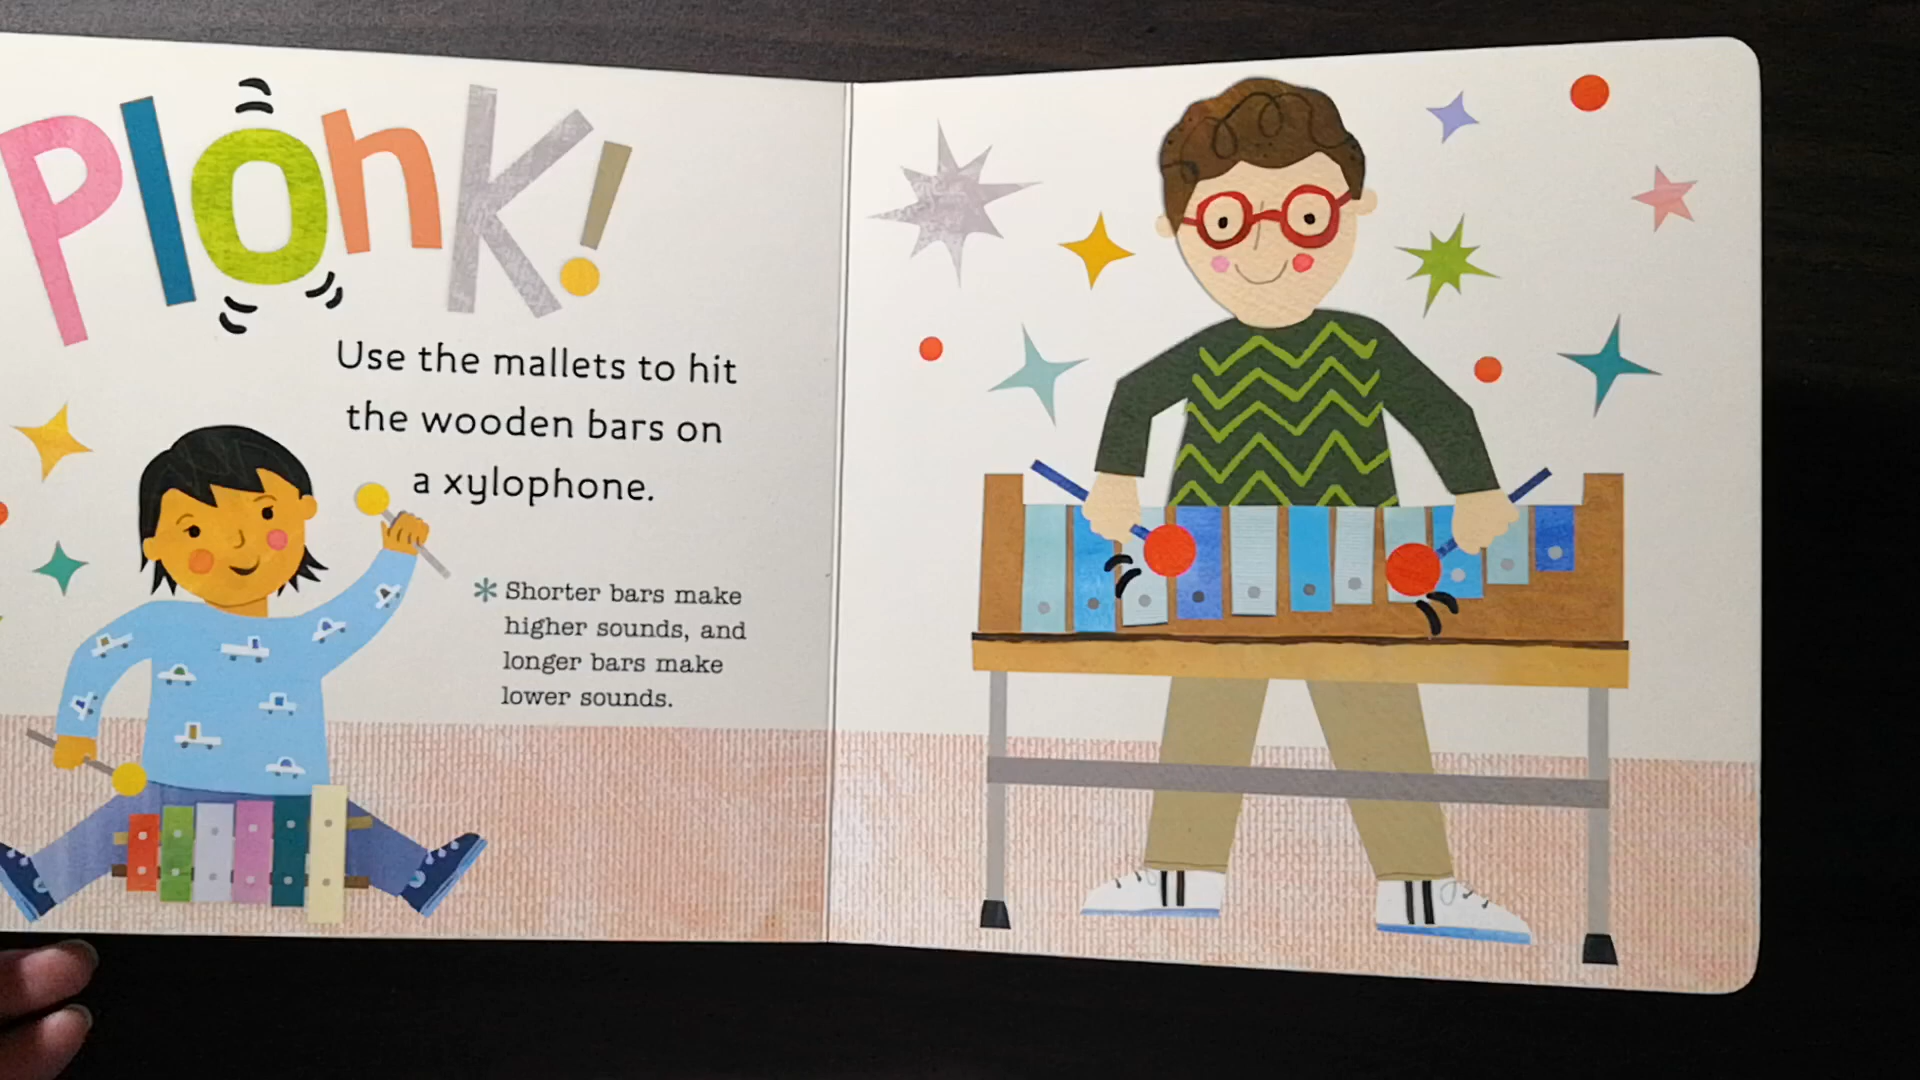 Plonk!
Use the mallets to hit
the wooden bars on
a xylophone.
* Shorter bars make
higher sounds, and
longer bars make
lower sounds.